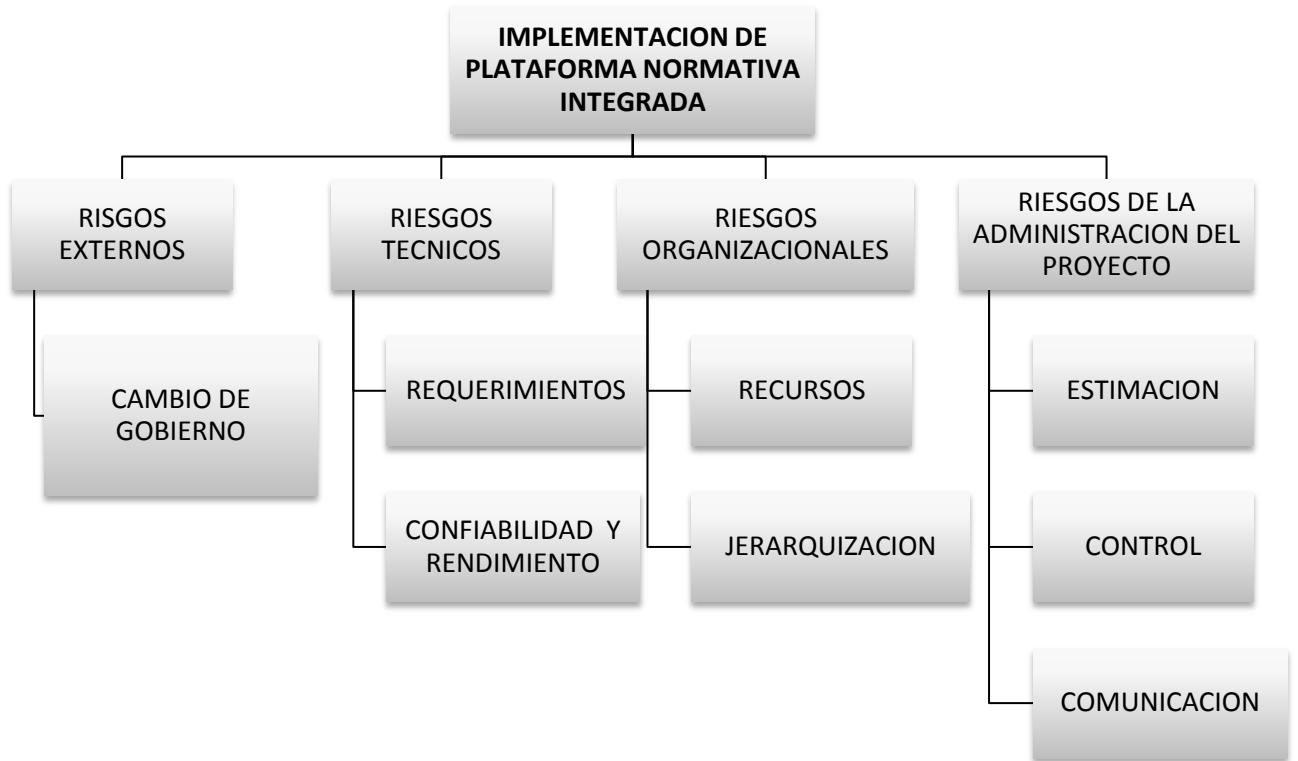 IMPLEMENTACION DE
PLATAFORMA NORMATIVA
INTEGRADA
RISGOS
EXTERNOS
CAMBIO DE
GOBIERNO
RIESGOS
TECNICOS
REQUERIMIENTOS
CONFIABILIDAD Y
RENDIMIENTO
RIESGOS
ORGANIZACIONALES
RECURSOS
JERARQUIZACION
RIESGOS DE LA
ADMINISTRACION DEL
PROYECTO
ESTIMACION
CONTROL
COMUNICACION